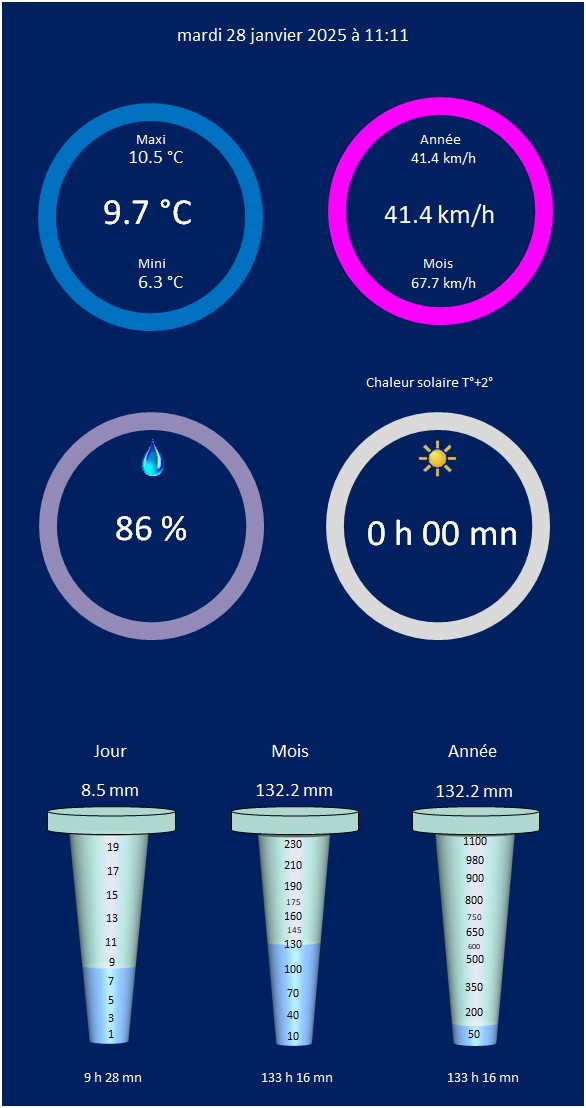 mardi 28 janvier 2025 à 11:11
Maxi
10.5 °C
9.7 °C
Mini
6.3 °C
Année
41.4 km/h
41.4 km/h
Mois
67.7 km/h
Chaleur solaire T°+2°
86 %
0 h 00 mn
Jour
8.5 mm
19
17
15
13
11
9
7
5
3
1
9 h 28 mn
Mois
132.2 mm
230
210
190
175
160
145
130
100
70
40
10
133 h 16 mn
Année
132.2 mm
1100
980
900
800
750
650
600
500
350
200
50
133 h 16 mn